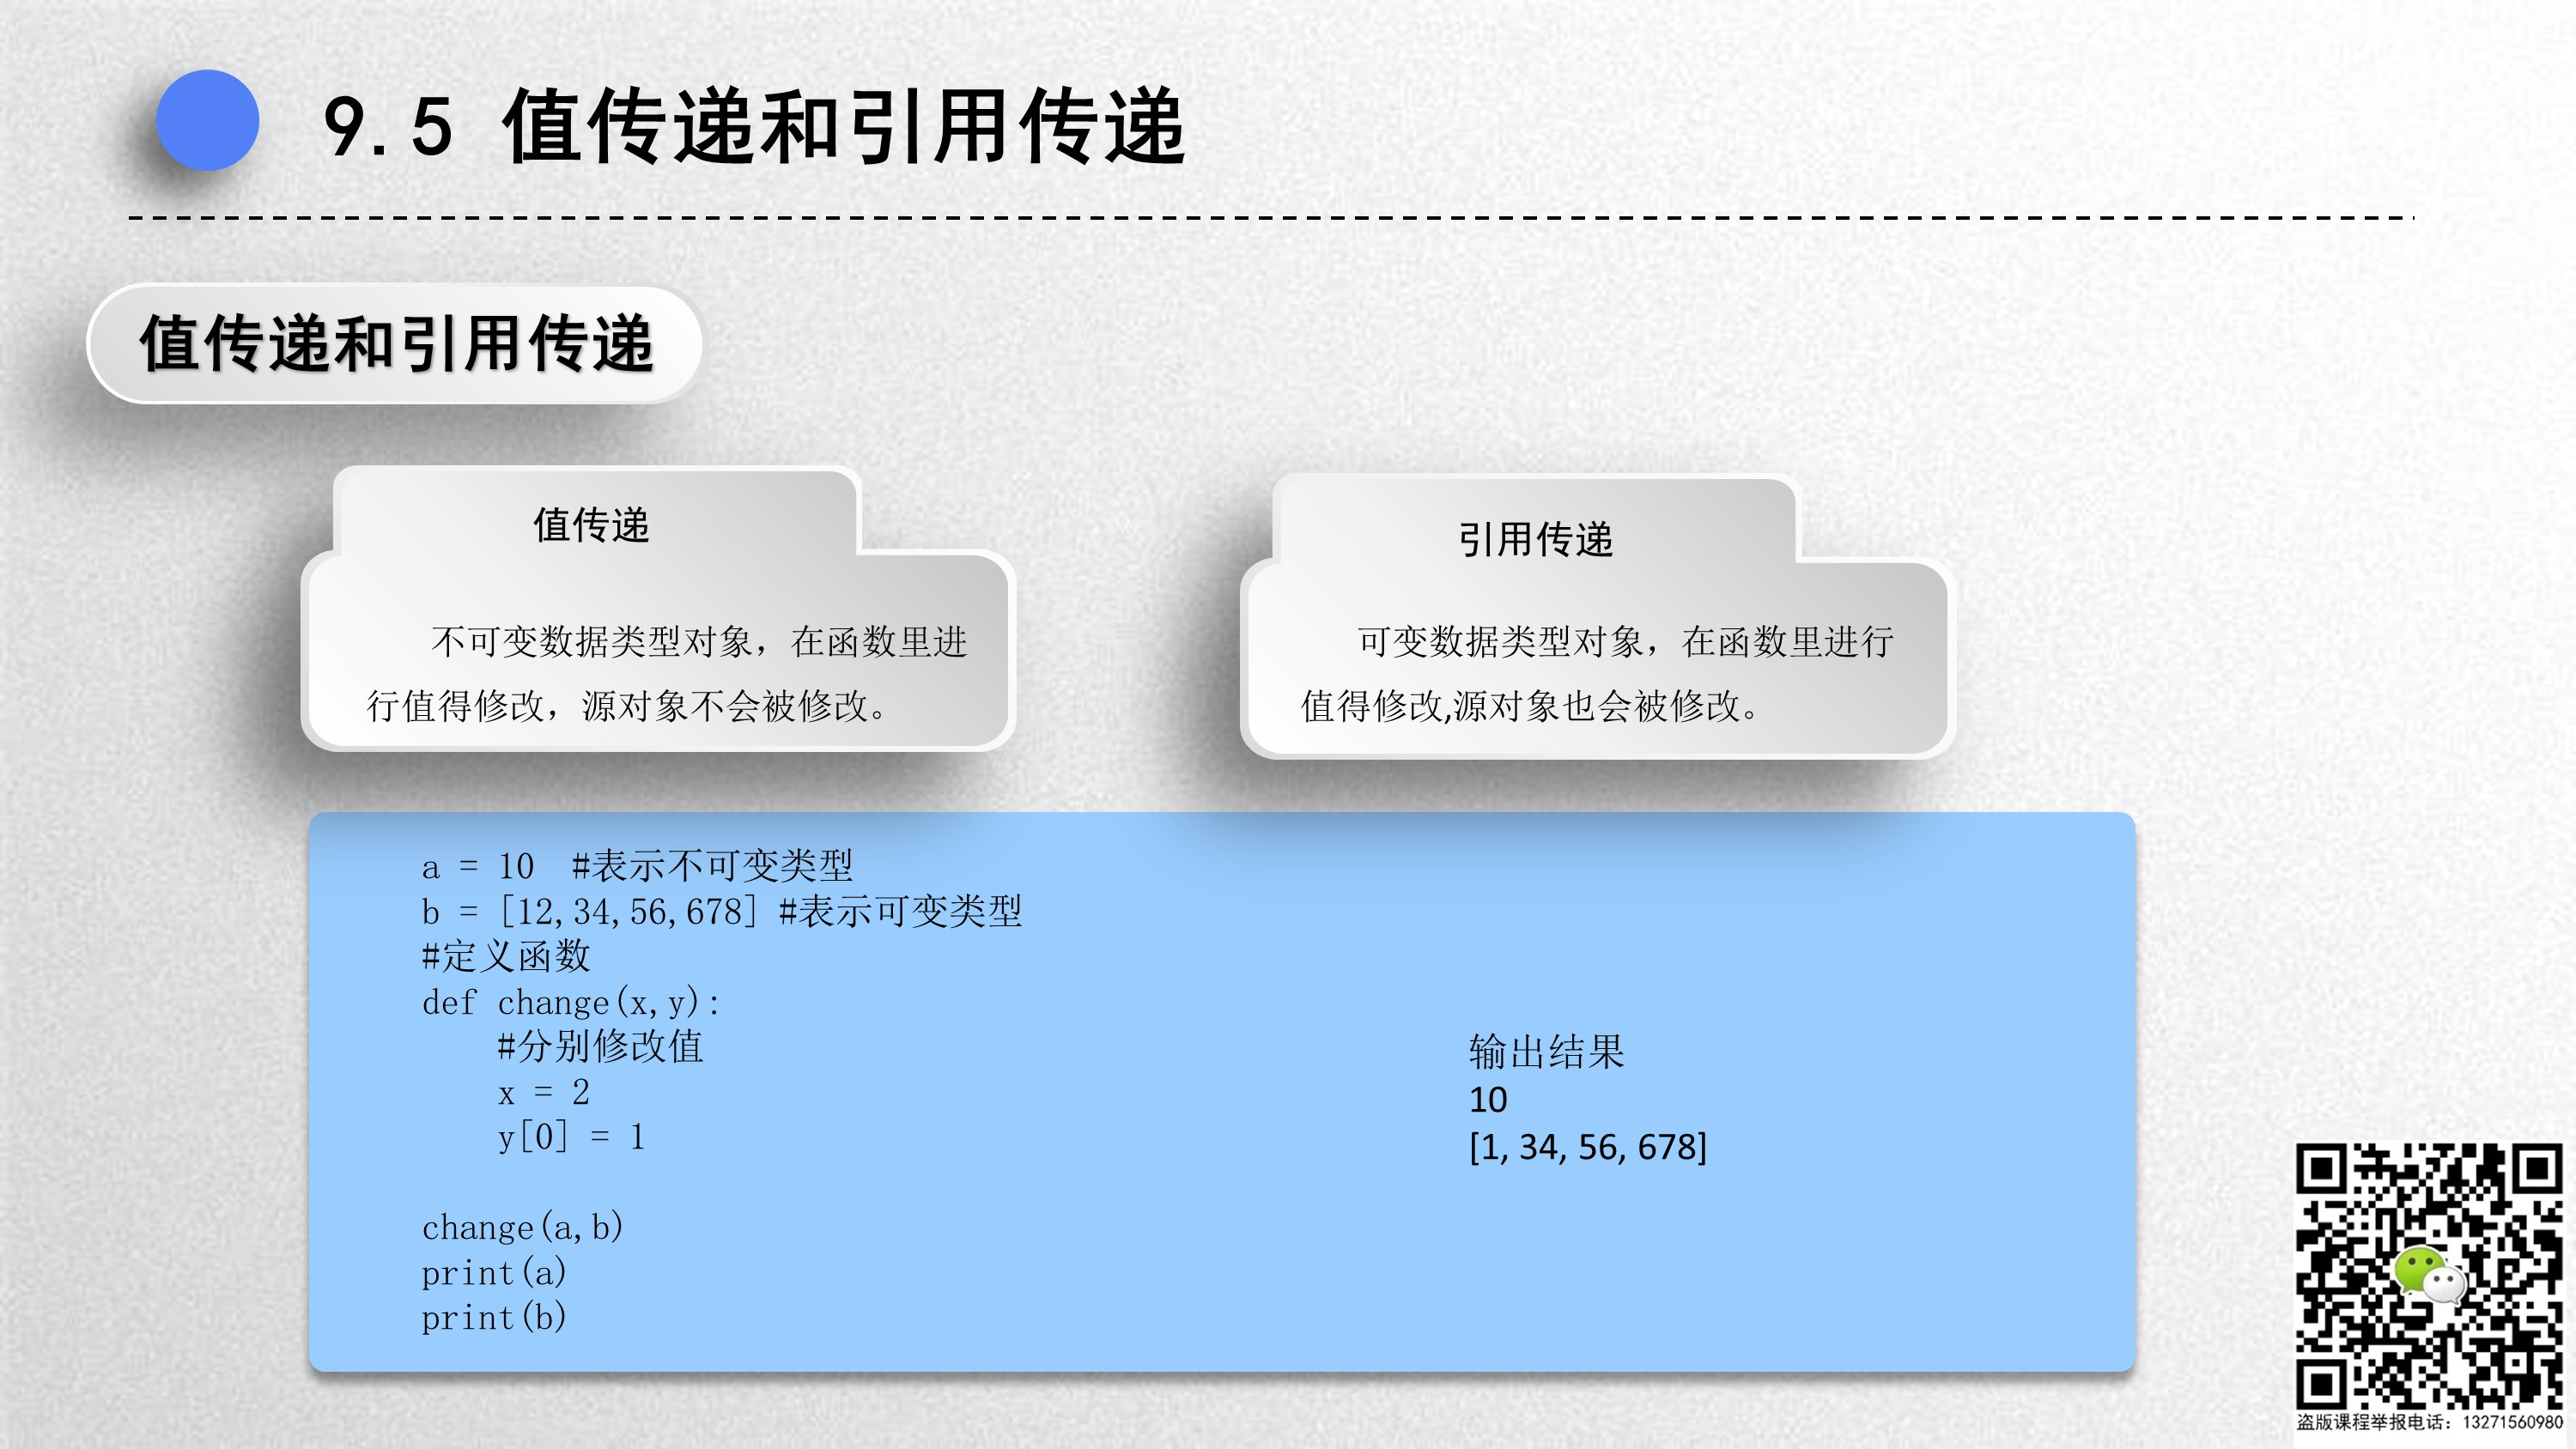 9.5 值传递和引用传递
值传递和引用传递
值传递
不可变数据类型对象，在函数里进
行值得修改，源对象不会被修改。
引用传递
可变数据类型对象，在函数里进行
值得修改,源对象也会被修改。
a = 10  #表示不可变类型
b = [12,34,56,678] #表示可变类型
#定义函数
def change(x,y):
    #分别修改值
    x = 2
    y[0] = 1
change(a,b)
print(a)
print(b)
输出结果
10
[1, 34, 56, 678]
盗版课程举报电话：13271560980